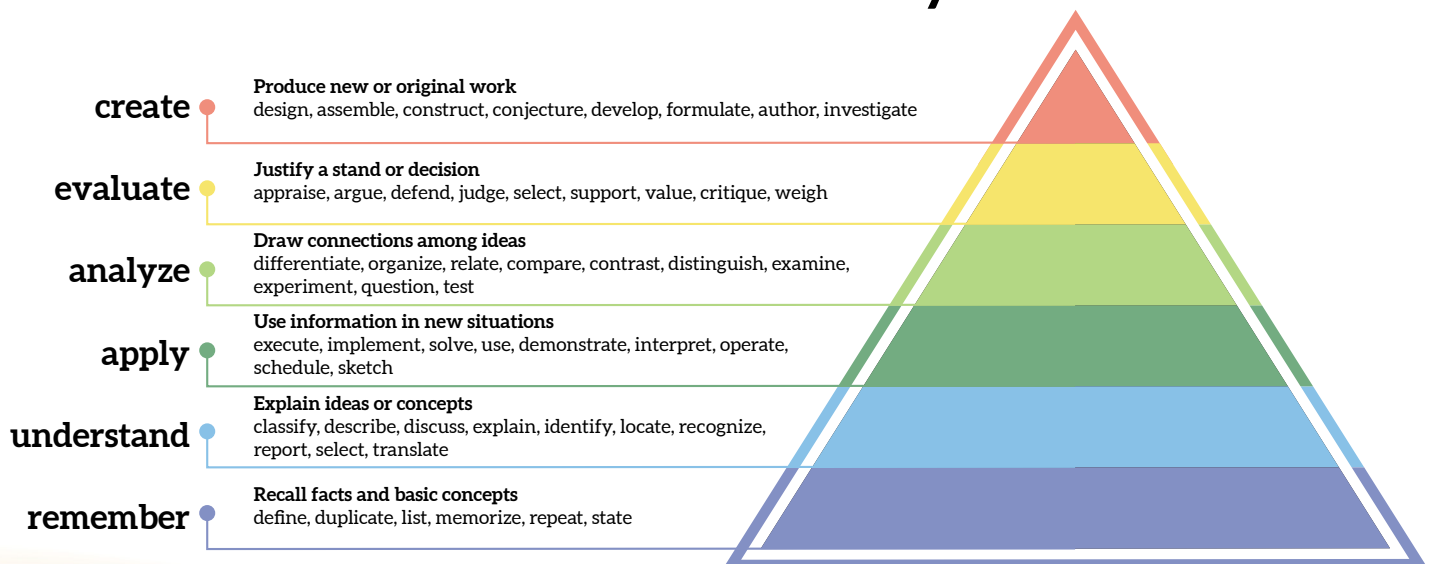 create
Produce new or original work
design, assemble, construct, conjecture, develop, formulate, author, investigate
evaluate
Justify a stand or decision
appraise, argue, defend, judge, select, support, value, critique, weigh
analyze
Draw connections among ideas
differentiate, organize, relate, compare, contrast, distinguish, examine,
experiment, question, test
apply
Use information in new situations
execute, implement, solve, use, demonstrate, interpret, operate,
schedule, sketch
understand
Explain ideas or concepts
classify, describe, discuss, explain, identify, locate, recognize,
report, select, translate
remember
Recall facts and basic concepts
define, duplicate, list, memorize, repeat, state